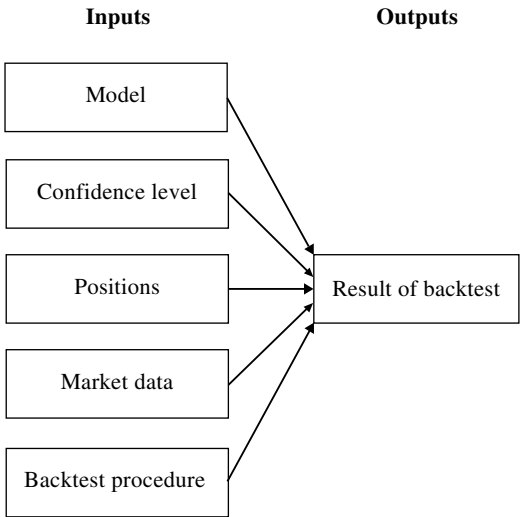 Inputs
Outputs
Model
Confidence level
Positions
Result of backtest
Market data
Backtest procedure